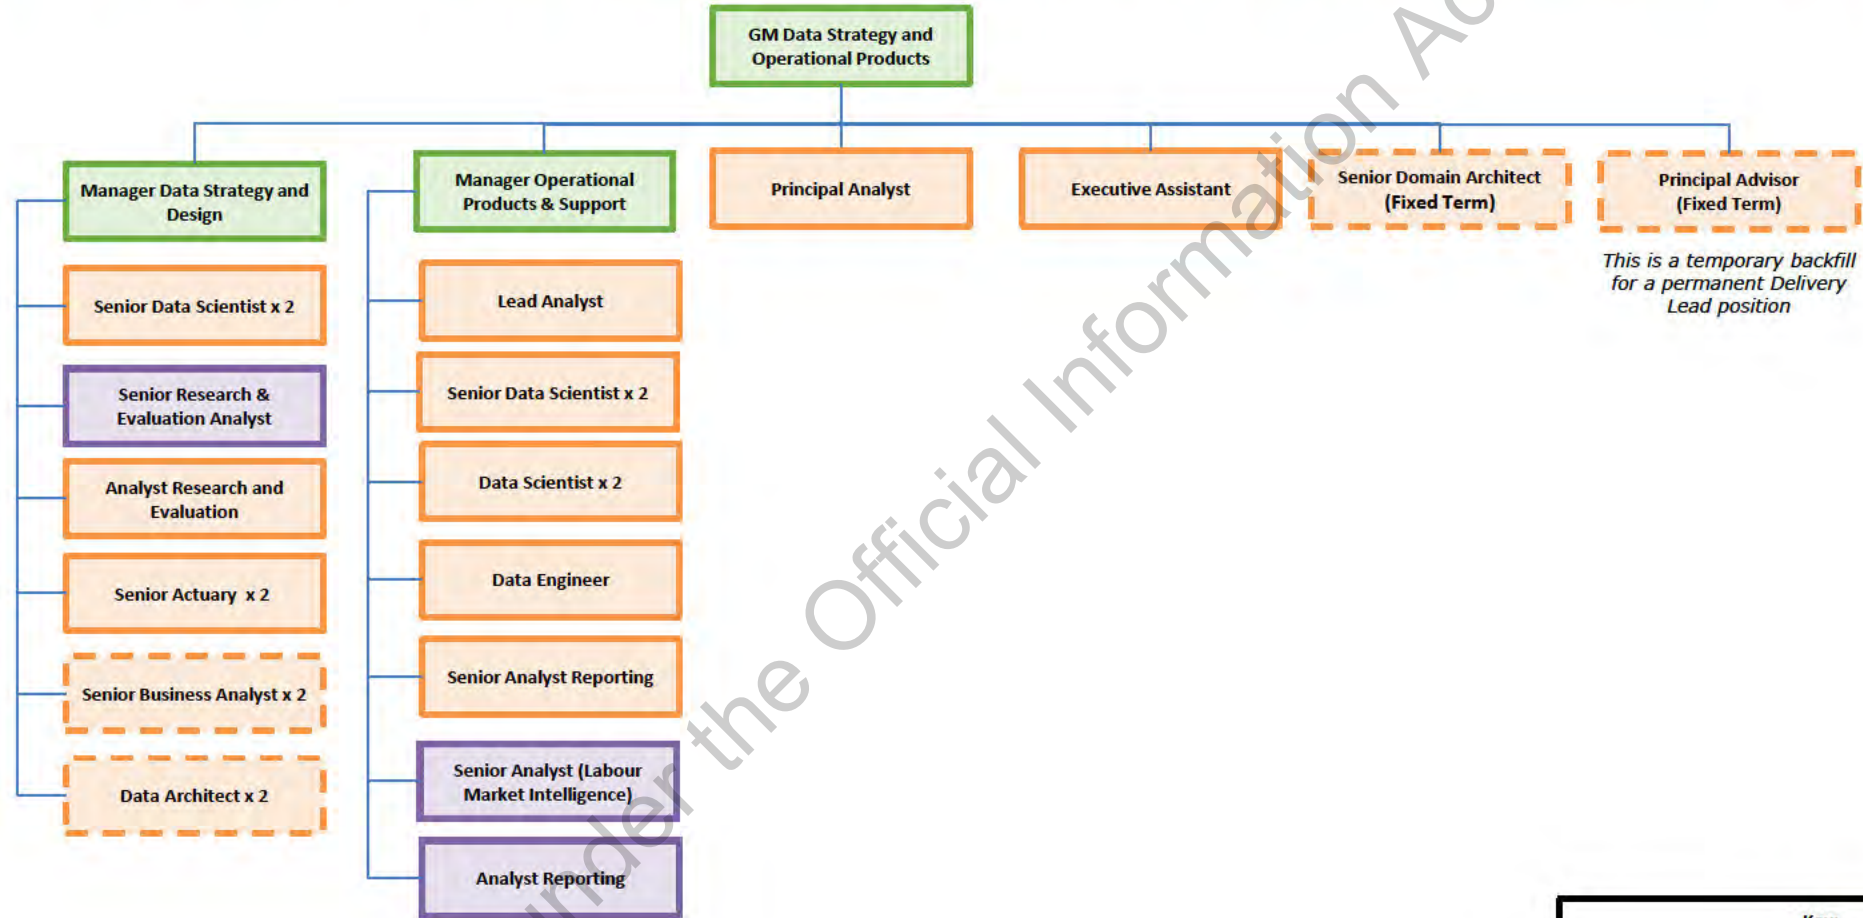 GM Data Strategy and
Operational Products
Manager Data Strategy and
Design
Manager Operational
Products & Support
Principal Analyst
Executive Assistant
Senior Domain Architect
(Fixed Term)
Principal Advisor
(Fixed Term)
This is a temporary backfill
for a permanent Delivery
Lead position
Senior Data Scientist x 2
Senior Research &
Evaluation Analyst
Analyst Research and
Evaluation
Senior Actuary x 2
Senior Business Analyst x 2
Data Architect x 2
Lead Analyst
Senior Data Scientist x 2
Data Scientist x 2
Data Engineer
Senior Analyst Reporting
Senior Analyst (Labour
Market Intelligence)
Analyst Reporting
under the Official Information